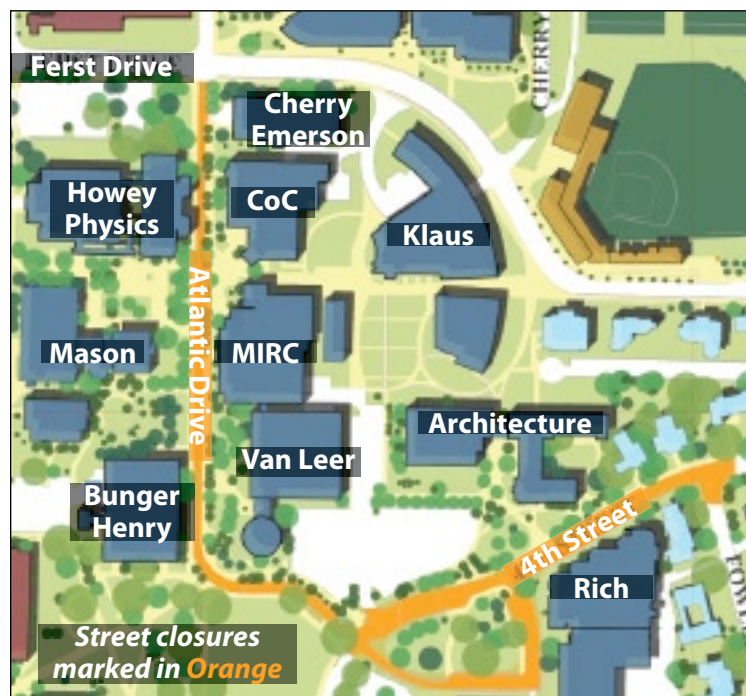 Ferst Drive
CHERRY
Cherry
Emerson
Howey
Physics
CoC
Klaus
Atlantic Drive
Mason
MIRC
Architecture
Van Leer
Bunger
Henry
4th Street
Rich
Street closures
marked in Orange